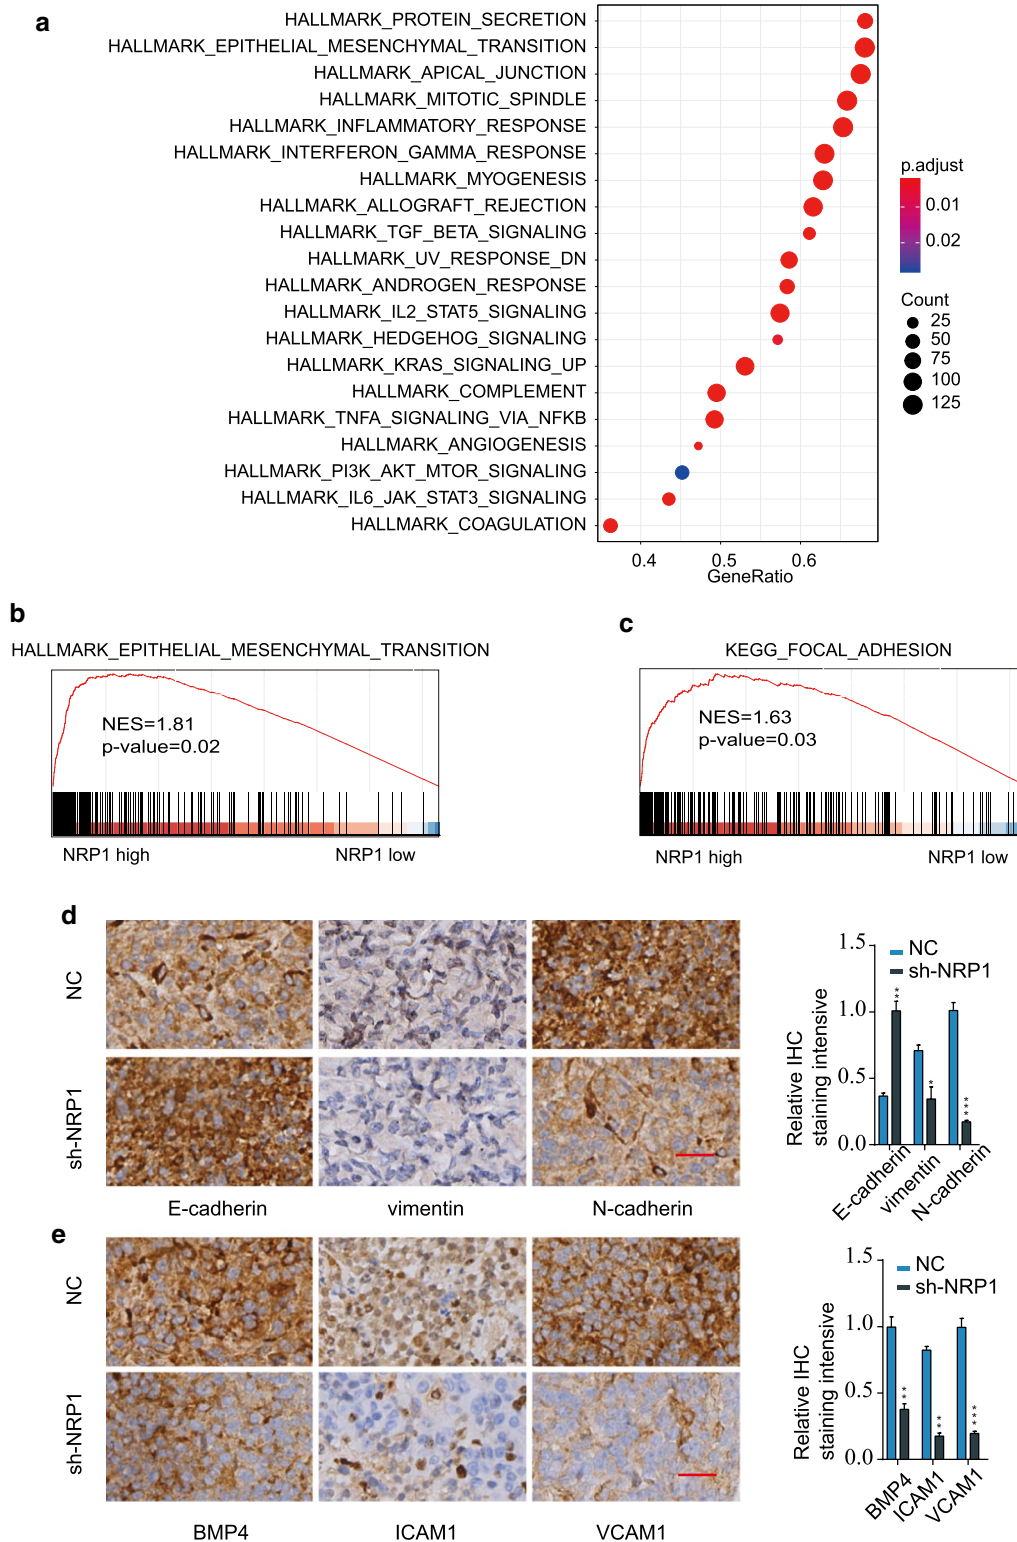 a
HALLMARK_PROTEIN_SECRETION
HALLMARK_EPITHELIAL_MESENCHYMAL_TRANSITION
HALLMARK_APICAL_JUNCTION
HALLMARK_MITOTIC_SPINDLE
HALLMARK_INFLAMMATORY_RESPONSE
HALLMARK_INTERFERON_GAMMA_RESPONSE
HALLMARK_MYOGENESIS
HALLMARK_ALLOGRAFT_REJECTION
HALLMARK_TGF_BETA_SIGNALING
HALLMARK_UV_RESPONSE_DN
HALLMARK_ANDROGEN_RESPONSE
HALLMARK_IL2_STAT5_SIGNALING
HALLMARK_HEDGEHOG_SIGNALING
HALLMARK_KRAS_SIGNALING_UP
HALLMARK_COMPLEMENT
HALLMARK_TNFA_SIGNALING_VIA_NFKB
HALLMARK_ANGIOGENESIS
HALLMARK_PI3K_AKT_MTOR_SIGNALING
HALLMARK_IL6_JAK_STAT3_SIGNALING
HALLMARK_COAGULATION
0.4 0.5 0.6
GeneRatio
p.adjust
0.01
0.02
Count
25
50
75
100
125
b
HALLMARK_EPITHELIAL_MESENCHYMAL_TRANSITION
NES=1.81
p-value=0.02
NRP1 high NRP1 low
c
KEGG_FOCAL_ADHESION
NES=1.63
p-value=0.03
NRP1 high NRP1 low
d
NC
sh-NRP1
E-cadherin vimentin N-cadherin
Relative IHC
staining intensive
1.5
1.0
0.5
0.0
NC
sh-NRP1
**
*
***
E-cadherin
vimentin
N-cadherin
e
NC
sh-NRP1
BMP4 ICAM1 VCAM1
Relative IHC
staining intensive
1.5
1.0
0.5
0.0
NC
sh-NRP1
**
**
***
BMP4
ICAM1
VCAM1